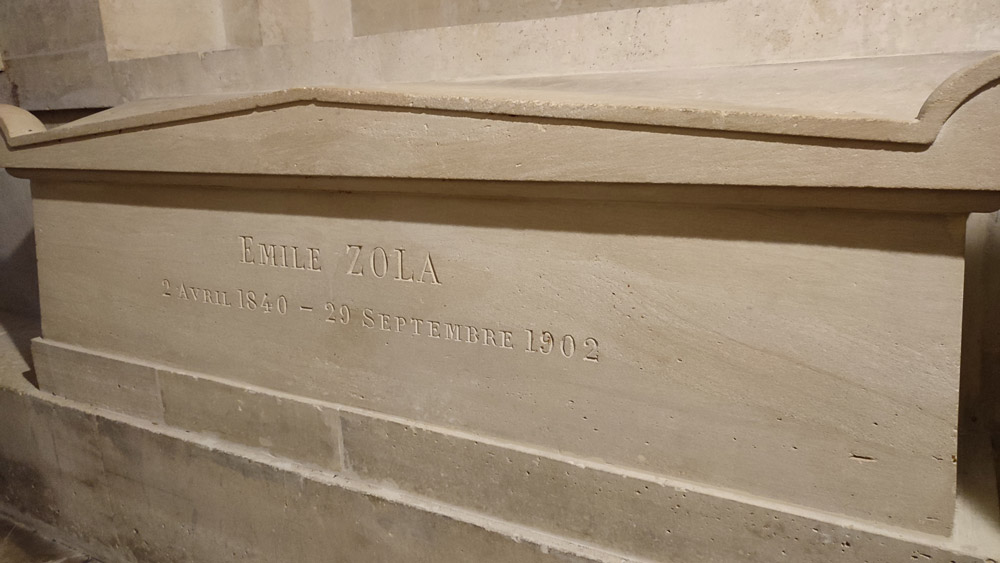 EMILE ZOLA
2 AVRIL 1840 – 29 SEPTEMBRE 1902